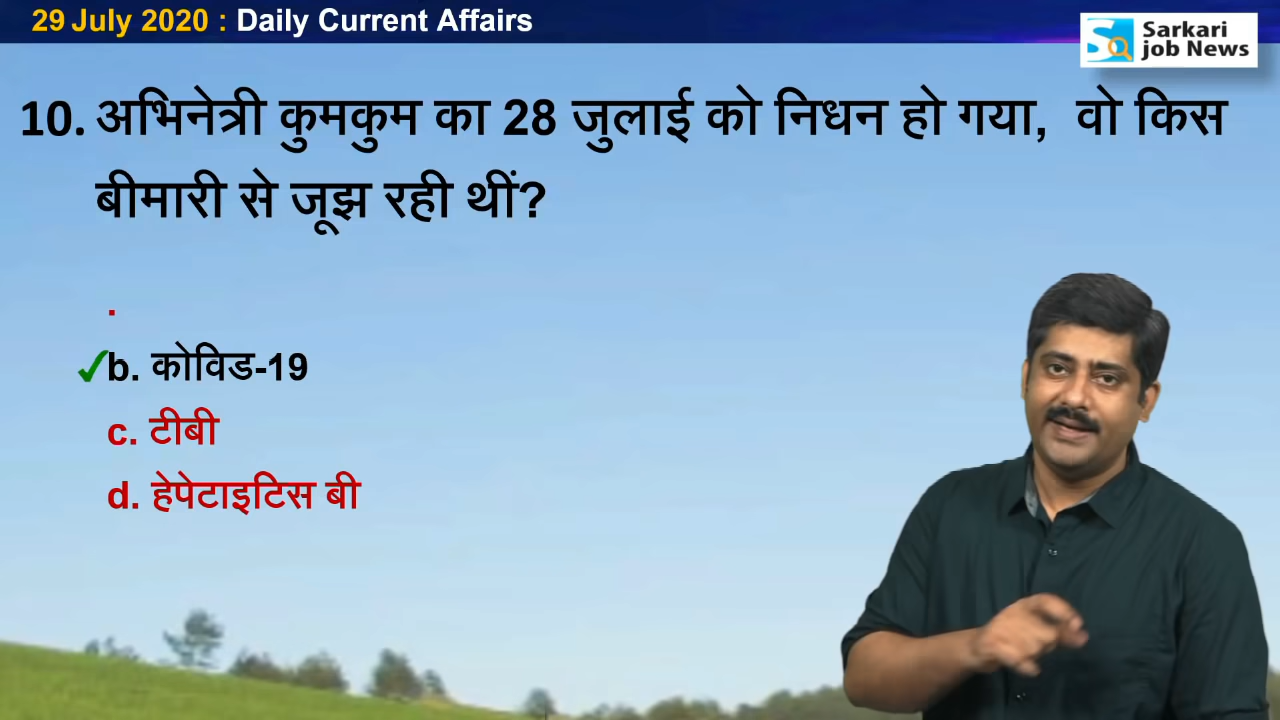 29 July 2020 : Daily Current Affairs
Sarkari
job News
10. अभिनेत्री कुमकुम का 28 जुलाई को निधन हो गया, वो किस
बीमारी से जूझ रही थीं?
.
✓b. कोविड-19
c. टीबी
d. हेपेटाइटिस बी